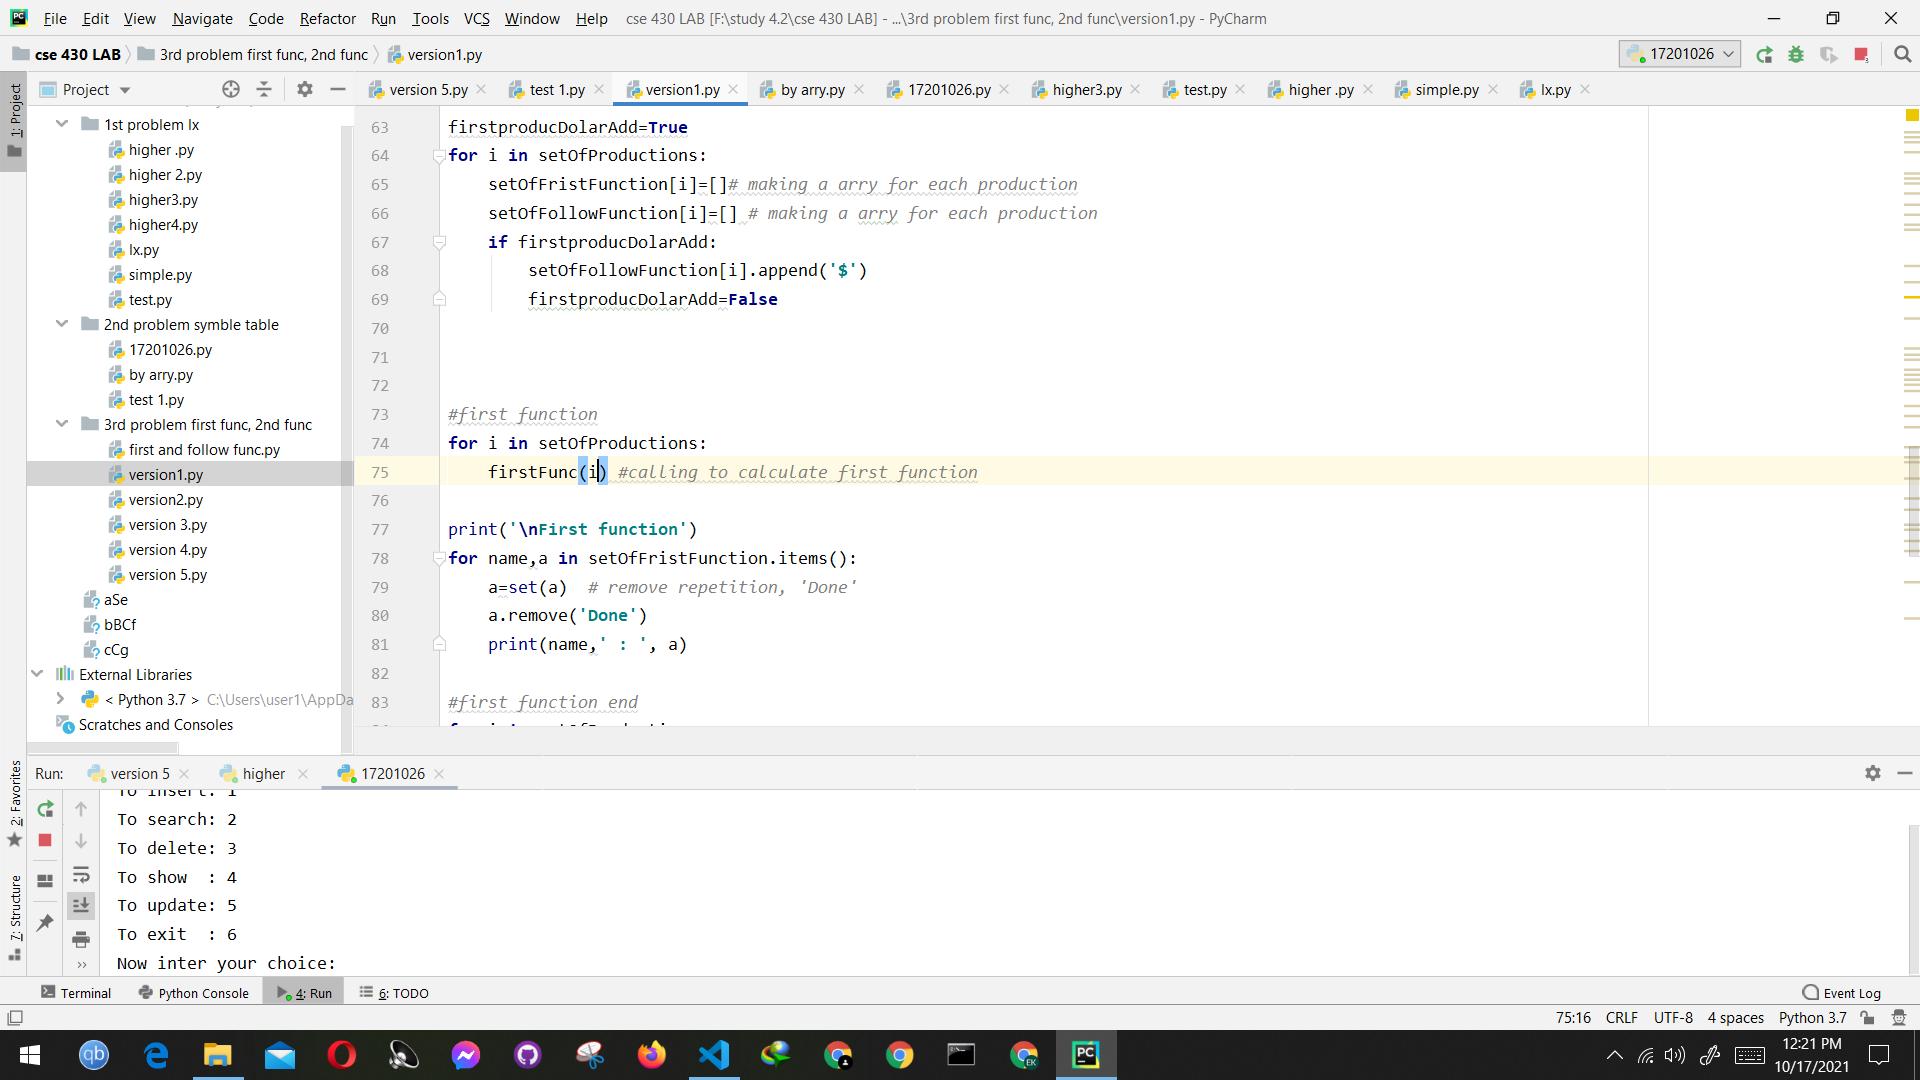 File Edit View Navigate Code Refactor Run Tools VCS Window Help cse 430 LAB [F:\study 4.2\cse 430 LAB] - ...\3rd problem first func, 2nd func\version1.py - PyCharm
cse 430 LAB 3rd problem first func, 2nd func version1.py 17201026
1: Project
Project
version 5.py test 1.py version1.py by arry.py 17201026.py higher3.py test.py higher .py simple.py lx.py
1st problem lx
higher .py
higher 2.py
higher3.py
higher4.py
lx.py
simple.py
test.py
2nd problem symble table
17201026.py
by arry.py
test 1.py
3rd problem first func, 2nd func
first and follow func.py
version1.py
version2.py
version 3.py
version 4.py
version 5.py
aSe
bBCf
cCg
External Libraries
< Python 3.7 > C:\Users\user1\AppDa
Scratches and Consoles
63 firstproducDolarAdd=True
64 for i in setOfProductions:
65 setOfFristFunction[i]=[]# making a arry for each production
66 setOfFollowFunction[i]=[] # making a arry for each production
67 if firstproducDolarAdd:
68 setOfFollowFunction[i].append('$')
69 firstproducDolarAdd=False
70
71
72
73 #first function
74 for i in setOfProductions:
75 firstFunc(i) #calling to calculate first function
76
77 print('\nFirst function')
78 for name,a in setOfFristFunction.items():
79 a=set(a) # remove repetition, 'Done'
80 a.remove('Done')
81 print(name,' : ', a)
82
83 #first function end
2: Favorites
7: Structure
Run: version 5 higher 17201026
To insert: 1
To search: 2
To delete: 3
To show : 4
To update: 5
To exit : 6
Now inter your choice:
Terminal Python Console 4: Run 6: TODO Event Log
75:16 CRLF UTF-8 4 spaces Python 3.7
12:21 PM
10/17/2021